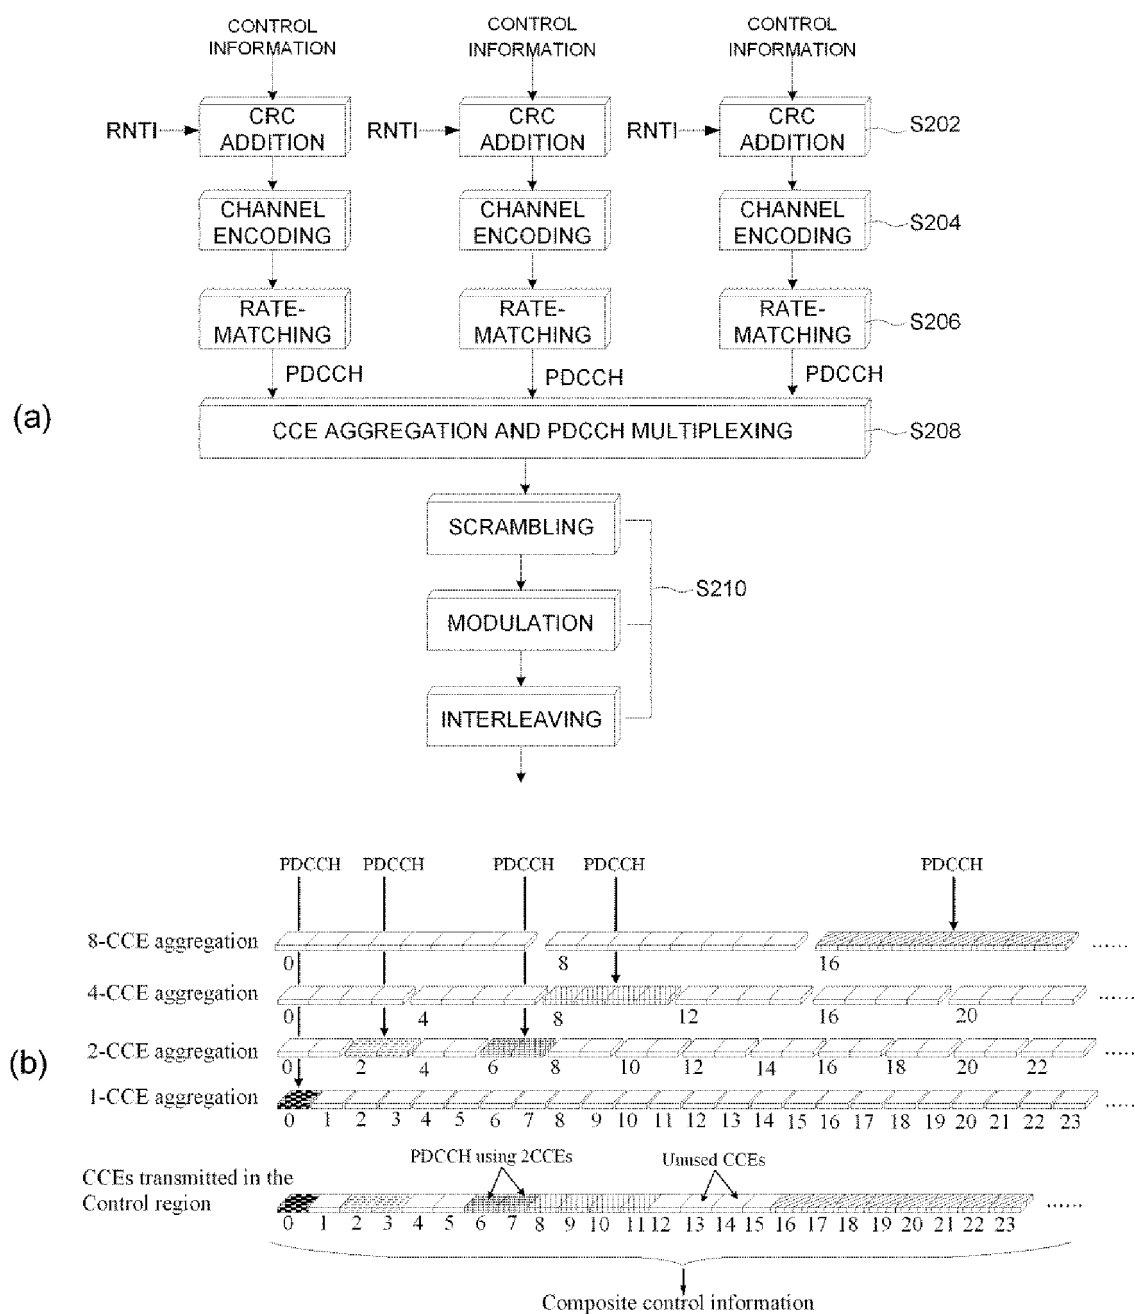 CONTROL INFORMATION
CONTROL INFORMATION
CONTROL INFORMATION
RNTI
CRC ADDITION
RNTI
CRC ADDITION
RNTI
CRC ADDITION
S202
CHANNEL ENCODING
CHANNEL ENCODING
CHANNEL ENCODING
S204
RATE-MATCHING
RATE-MATCHING
RATE-MATCHING
S206
PDCCH
PDCCH
PDCCH
(a)
CCE AGGREGATION AND PDCCH MULTIPLEXING
S208
SCRAMBLING
S210
MODULATION
INTERLEAVING
PDCCH PDCCH PDCCH PDCCH PDCCH
8-CCE aggregation
......
0 8 16
4-CCE aggregation
......
0 4 8 12 16 20
(b)
2-CCE aggregation
......
0 2 4 6 8 10 12 14 16 18 20 22
1-CCE aggregation
......
0 1 2 3 4 5 6 7 8 9 10 11 12 13 14 15 16 17 18 19 20 21 22 23
PDCCH using 2CCEs
Unused CCEs
CCEs transmitted in the
Control region
......
0 1 2 3 4 5 6 7 8 9 10 11 12 13 14 15 16 17 18 19 20 21 22 23
Composite control information